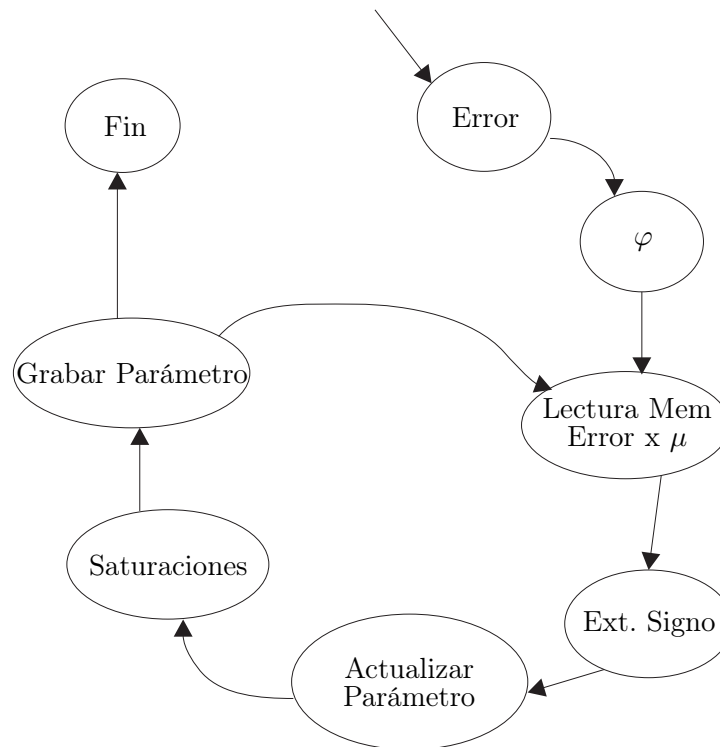 Error
Fin
φ
Grabar Parámetro
Lectura Mem
Error x μ
Saturaciones
Ext. Signo
Actualizar
Parámetro